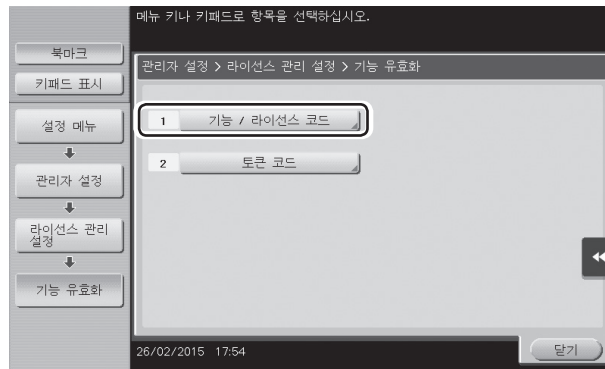 메뉴 키나 키패드로 항목을 선택하십시오.
북마크
키패드 표시
관리자 설정 > 라이선스 관리 설정 > 기능 유효화
설정 메뉴
관리자 설정
라이선스 관리
설정
기능 유효화
1 기능 / 라이선스 코드
2 토큰 코드
26/02/2015 17:54
닫기